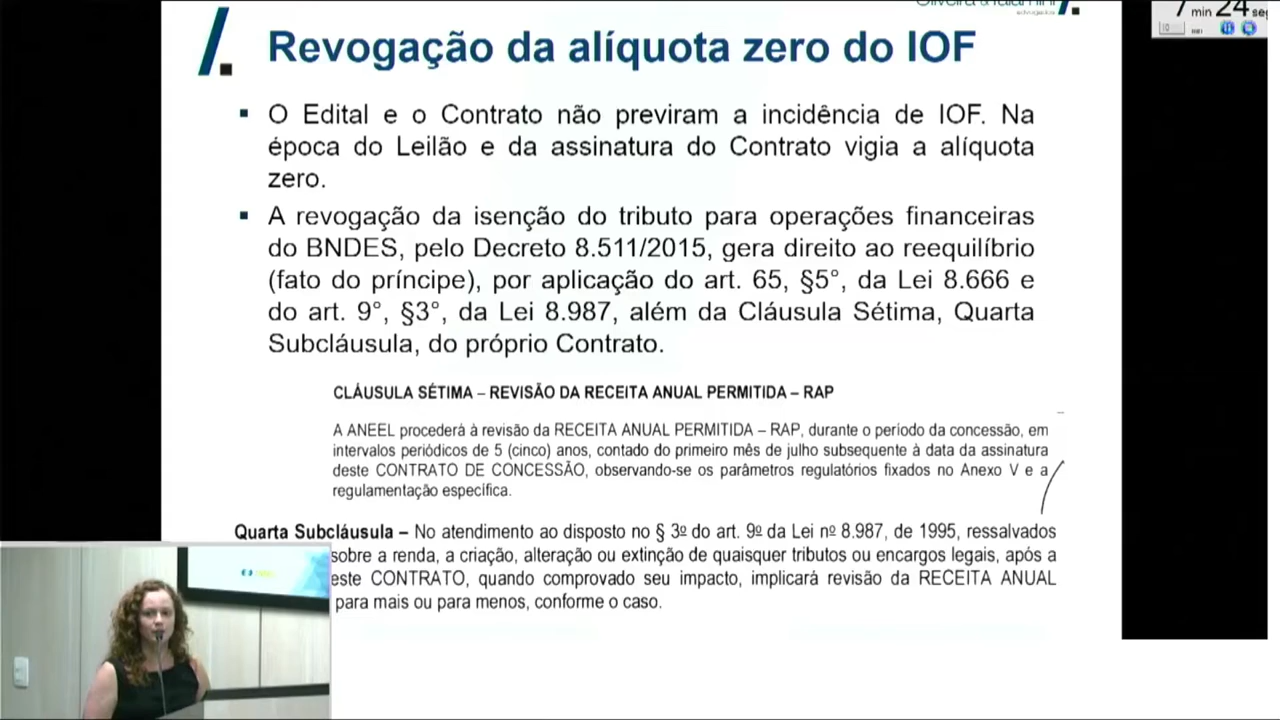 7 min 24 seg
Revogação da alíquota zero do IOF
▪ O Edital e o Contrato não previram a incidência de IOF. Na
época do Leilão e da assinatura do Contrato vigia a alíquota
zero.
▪ A revogação da isenção do tributo para operações financeiras
do BNDES, pelo Decreto 8.511/2015, gera direito ao reequilíbrio
(fato do príncipe), por aplicação do art. 65, §5°, da Lei 8.666 e
do art. 9°, §3°, da Lei 8.987, além da Cláusula Sétima, Quarta
Subcláusula, do próprio Contrato.
CLÁUSULA SÉTIMA – REVISÃO DA RECEITA ANUAL PERMITIDA – RAP
A ANEEL procederá à revisão da RECEITA ANUAL PERMITIDA – RAP, durante o período da concessão, em
intervalos periódicos de 5 (cinco) anos, contado do primeiro mês de julho subsequente à data da assinatura
deste CONTRATO DE CONCESSÃO, observando-se os parâmetros regulatórios fixados no Anexo V e a
regulamentação específica.
Quarta Subcláusula – No atendimento ao disposto no § 3º do art. 9º da Lei nº 8.987, de 1995, ressalvados
sobre a renda, a criação, alteração ou extinção de quaisquer tributos ou encargos legais, após a
este CONTRATO, quando comprovado seu impacto, implicará revisão da RECEITA ANUAL
para mais ou para menos, conforme o caso.